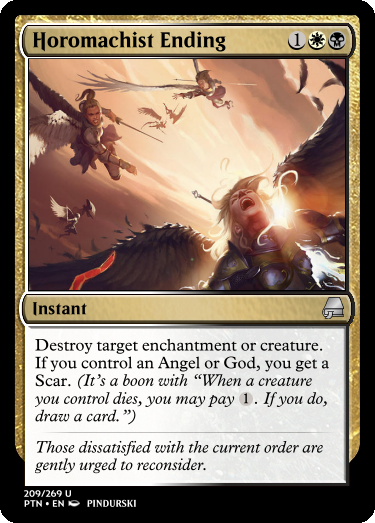 Horomachist Ending 1
Instant
Destroy target enchantment or creature.
If you control an Angel or God, you get a
Scar. (It's a boon with “When a creature
you control dies, you may pay 1. If you do,
draw a card.”)
Those dissatisfied with the current order are
gently urged to reconsider.
209/269 U
PTN • EN PINDURSKI